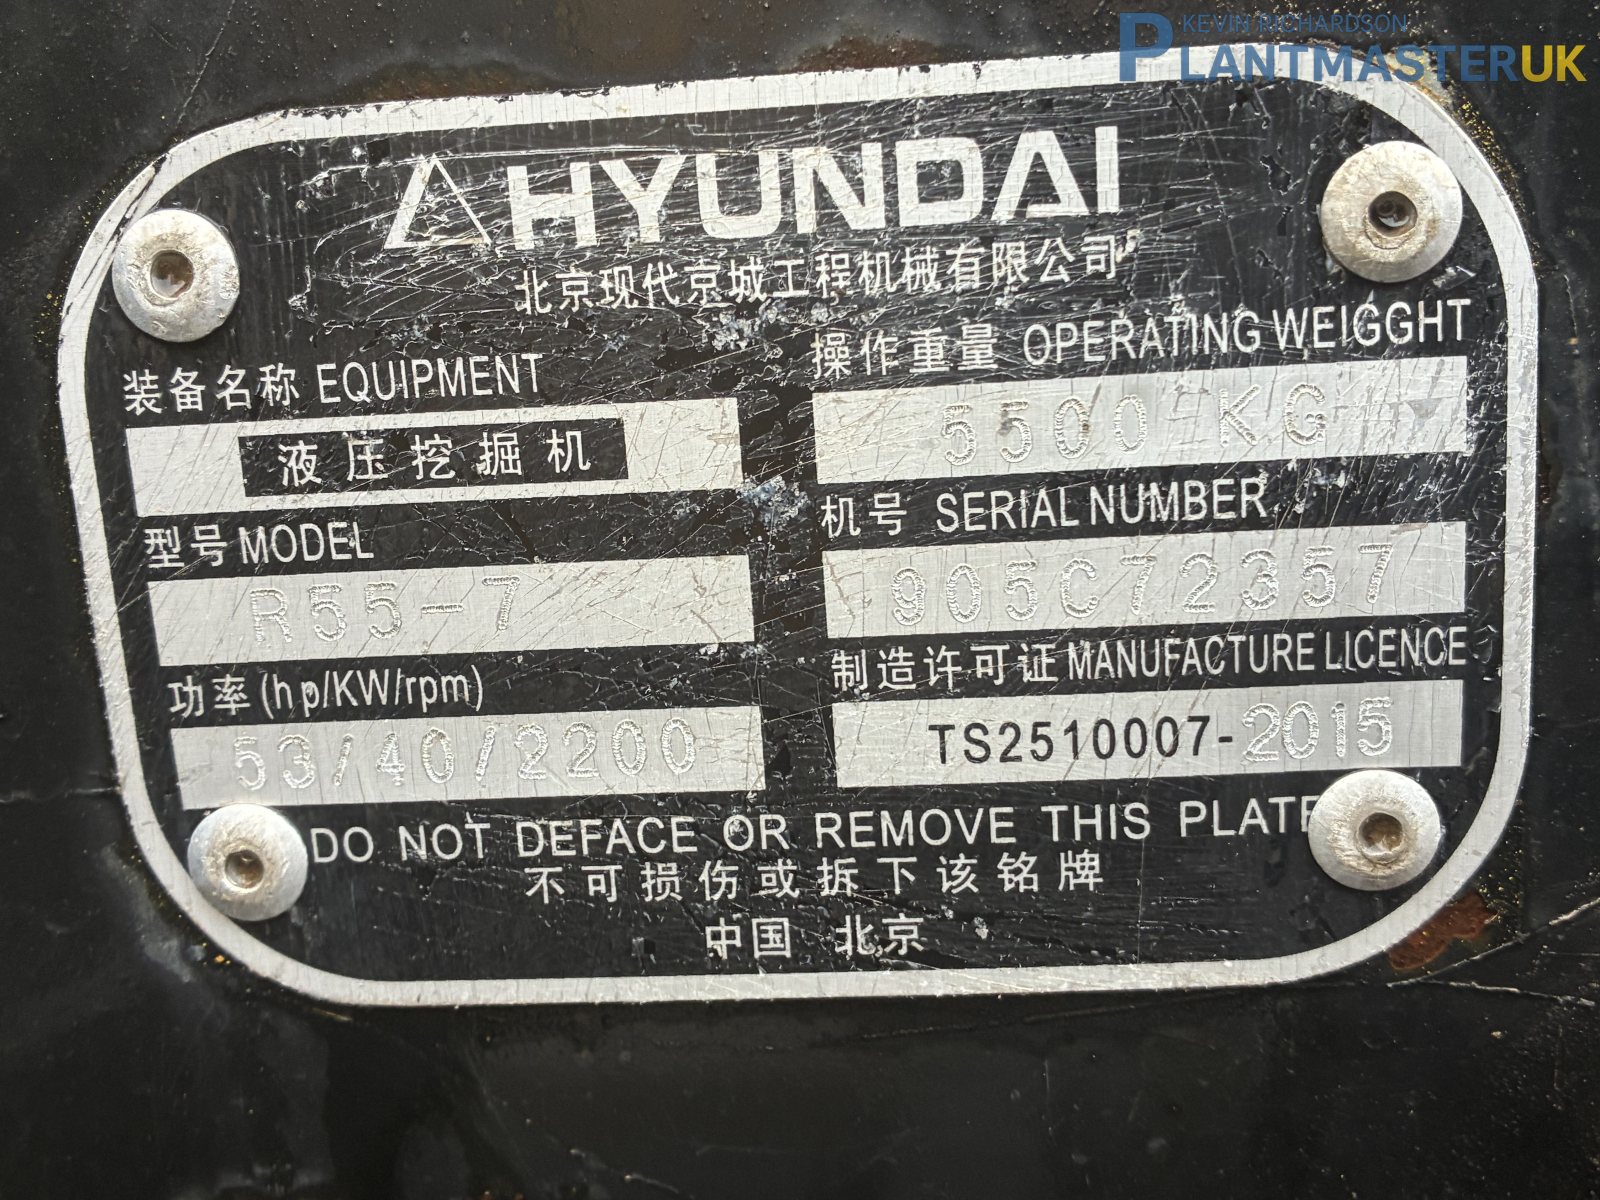 KEVIN RICHARDSON
PLANTMASTERUK
HYUNDAI
北京现代京城工程机械有限公司
装备名称 EQUIPMENT
液压挖掘机
操作重量 OPERATING WEIGGHT
5500 KG
型号 MODEL
R55-7
机号 SERIAL NUMBER
905C72357
功率 (hp/KW/rpm)
53/40/2200
制造许可证 MANUFACTURE LICENCE
TS2510007-2015
DO NOT DEFACE OR REMOVE THIS PLATE
不可损伤或拆下该铭牌
中国 北京